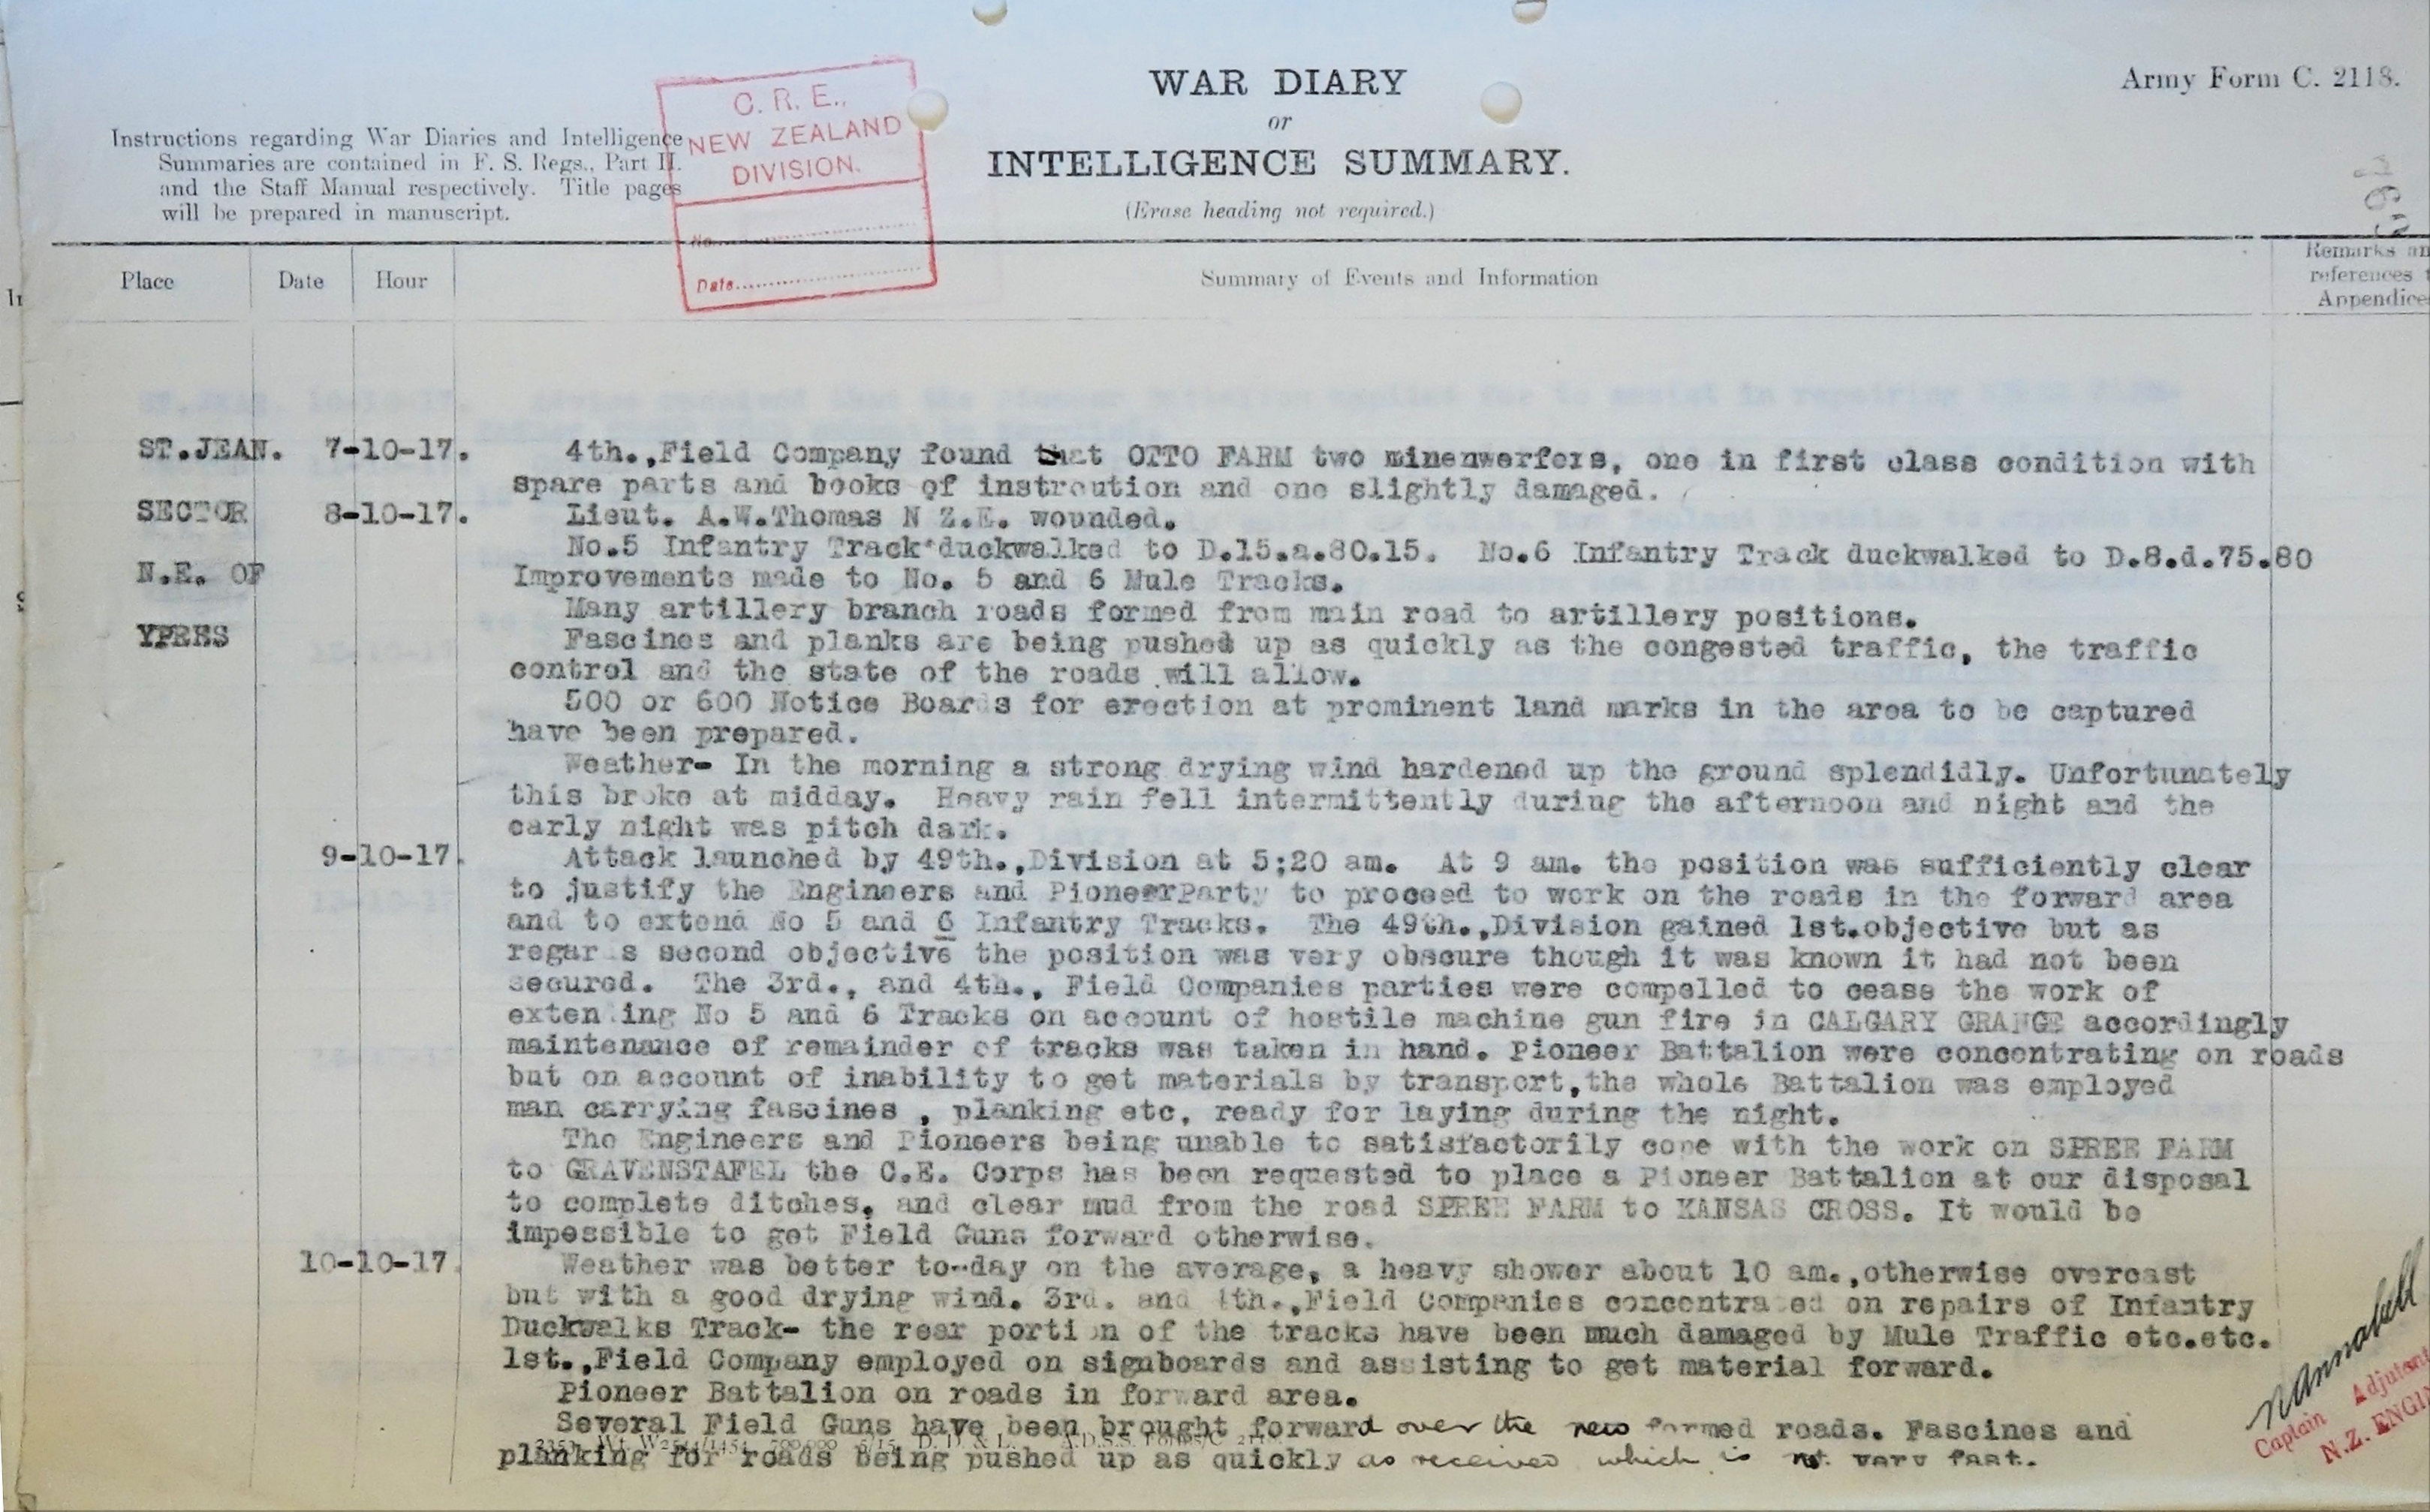 WAR DIARY
or
INTELLIGENCE SUMMARY.
(Erase heading not required.)
Army Form C. 2118.
Instructions regarding War Diaries and Intelligence
Summaries are contained in F. S. Regs., Part II.
and the Staff Manual respectively. Title pages
will be prepared in manuscript.
C. R. E.,
NEW ZEALAND
DIVISION.
No.
Date
Place Date Hour Summary of Events and Information Remarks an
references t
Appendice
ST.JEAN. 7-10-17. 4th.,Field Company found that OTTO FARM two minenwerfers, one in first class condition with
spare parts and books of instrcution and one slightly damaged.
SECTOR 8-10-17. Lieut. A.W.Thomas N Z.E. wounded.
No.5 Infantry Track duckwalked to D.15.a.80.15. No.6 Infantry Track duckwalked to D.8.d.75.80
N.E. OF Improvements made to No. 5 and 6 Mule Tracks.
Many artillery branch roads formed from main road to artillery positions.
YPRES Fascines and planks are being pushed up as quickly as the congested traffic, the traffic
control and the state of the roads will allow.
500 or 600 Notice Boards for erection at prominent land marks in the area to be captured
have been prepared.
Weather- In the morning a strong drying wind hardened up the ground splendidly. Unfortunately
this broke at midday. Heavy rain fell intermittently during the afternoon and night and the
early night was pitch dark.
9-10-17. Attack launched by 49th.,Division at 5:20 am. At 9 am. the position was sufficiently clear
to justify the Engineers and PioneerParty to proceed to work on the roads in the forward area
and to extend No 5 and 6 Infantry Tracks. The 49th.,Division gained 1st.objective but as
regards second objective the position was very obscure though it was known it had not been
secured. The 3rd., and 4th., Field Companies parties were compelled to cease the work of
extending No 5 and 6 Tracks on account of hostile machine gun fire in CALGARY GRANGE accordingly
maintenance of remainder of tracks was taken in hand. Pioneer Battalion were concentrating on roads
but on account of inability to get materials by transport,the whole Battalion was employed
man carrying fascines , planking etc, ready for laying during the night.
The Engineers and Pioneers being unable to satisfactorily cope with the work on SPREE FARM
to GRAVENSTAFEL the C.E. Corps has been requested to place a Pioneer Battalion at our disposal
to complete ditches, and clear mud from the road SPREE FARM to KANSAS CROSS. It would be
impossible to get Field Guns forward otherwise.
10-10-17. Weather was better to-day on the average, a heavy shower about 10 am.,otherwise overcast
but with a good drying wind. 3rd. and 4th.,Field Companies concentrated on repairs of Infantry
Duckwalks Track- the rear portion of the tracks have been much damaged by Mule Traffic etc.etc.
1st.,Field Company employed on signboards and assisting to get material forward.
Pioneer Battalion on roads in forward area.
Several Field Guns have been brought forward over the new formed roads. Fascines and
planking for roads being pushed up as quickly as received which is not very fast.
NAnnabell
Captain Adjutant
N.Z. ENGI